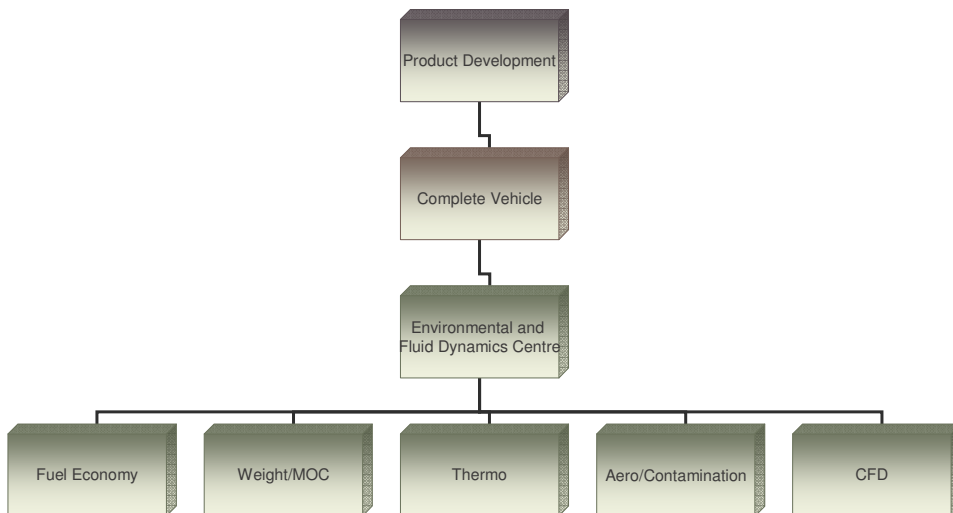 Product Development
Complete Vehicle
Environmental and
Fluid Dynamics Centre
Fuel Economy
Weight/MOC
Thermo
Aero/Contamination
CFD